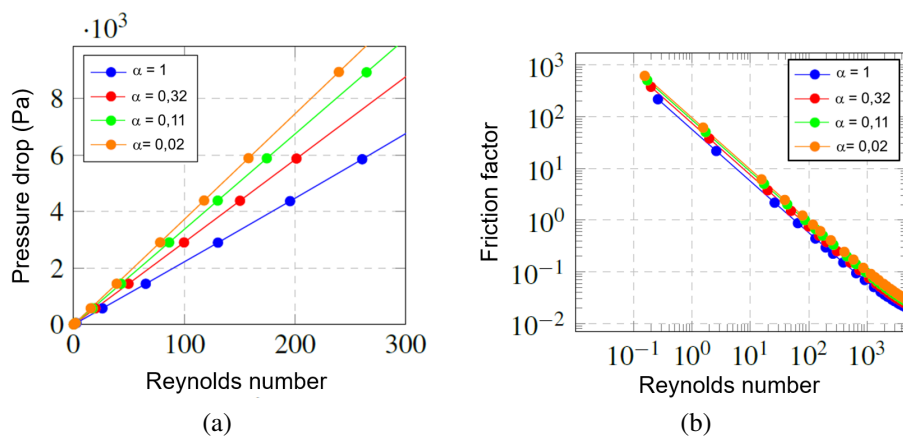 ·10³
8
6
4
2
0
0
100
200
300
Pressure drop (Pa)
Reynolds number
α = 1
α = 0,32
α = 0,11
α = 0,02
(a)
10³
10²
10¹
10⁰
10⁻¹
10⁻²
10⁻¹
10⁰
10¹
10²
10³
Friction factor
Reynolds number
α = 1
α = 0,32
α = 0,11
α= 0,02
(b)